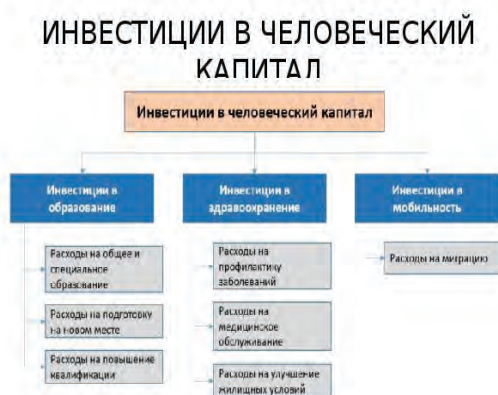 ИНВЕСТИЦИИ В ЧЕЛОВЕЧЕСКИЙ
КАПИТАЛ
Инвестиции в человеческий капитал
Инвестиции в
образование
Расходы на общее и
специальное
образование
Расходы на подготовку
на новом месте
Расходы на повышение
квалификации
Инвестиции в
здравоохранение
Расходы на
профилактику
заболеваний
Расходы на
медицинское
обслуживание
Расходы на улучшение
жилищных условий
Инвестиции в
мобильность
Расходы на миграцию